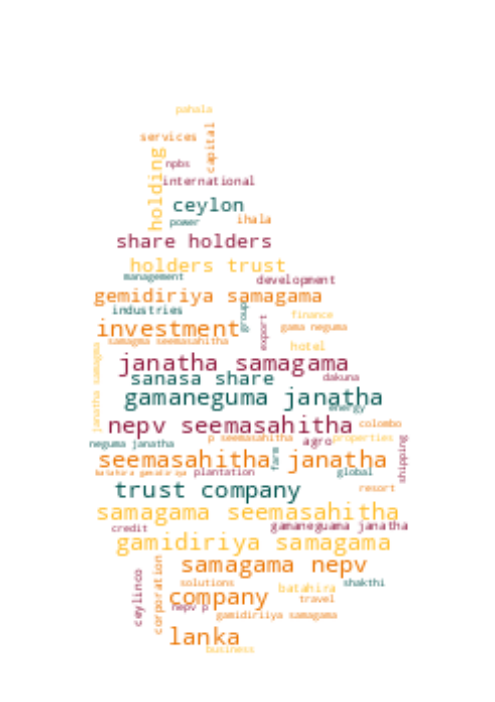 pahala
services
capital
holding
npbs
international
ceylon
power
ihala
share holders
holders trust
management
development
gemidiriya samagama
industries
group
finance
investment
export
gama neguma
samagma seemasahitha
hotel
janatha samagma
janatha samagama
sanasa share
dakuna
gamaneguma janatha
energy
nepv seemasahitha
colombo
p seemasahitha
agro
properties
neguma janatha
shipping
farm
seemasahitha janatha
batahira gamidiriya
plantation
global
trust company
resort
samagama seemasahitha
credit
gamaneguama janatha
gamidiriya samagama
samagama nepv
corporation
ceylinco
solutions
shakthi
batahira
company
travel
nepv p
gamidiriiya samagama
lanka
business